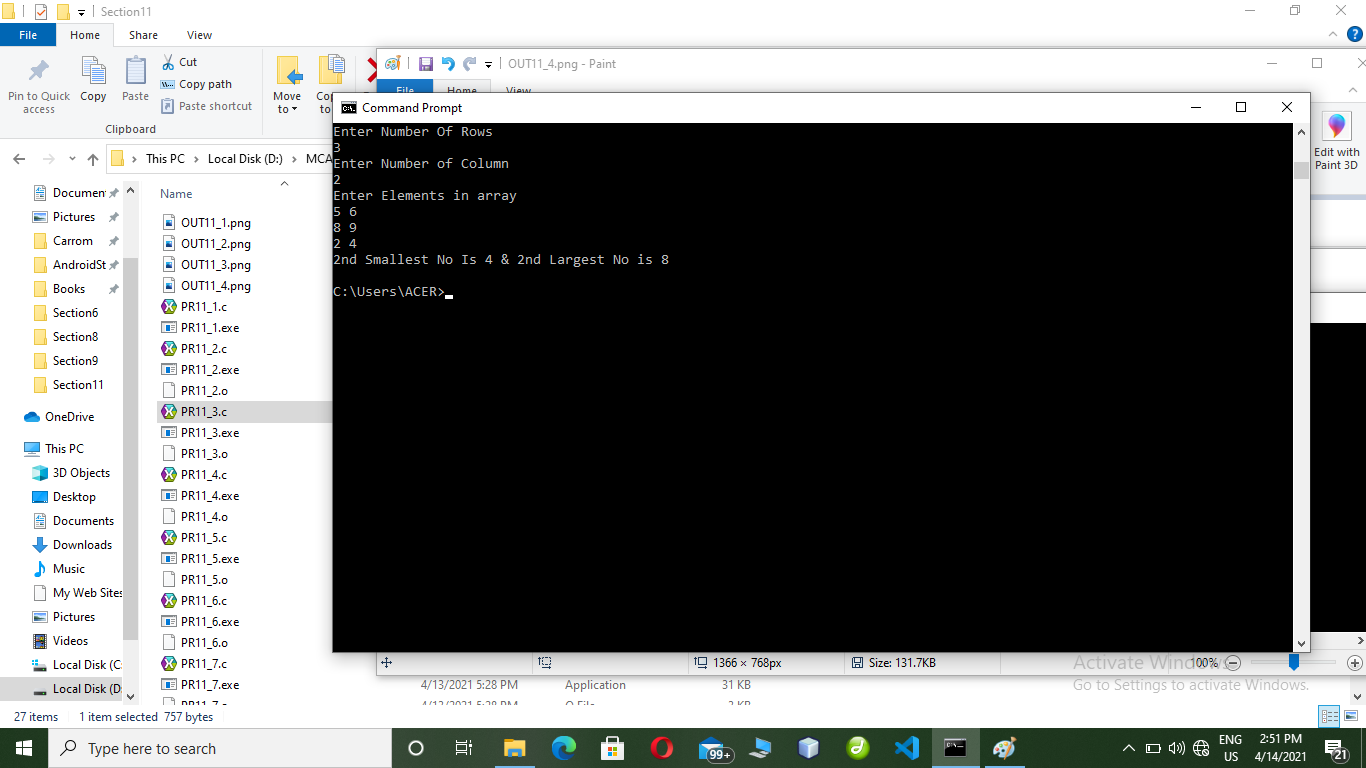 Section11
File Home Share View
Pin to Quick access
Copy
Paste
Cut
Copy path
Paste shortcut
Move to
Clipboard
This PC > Local Disk (D:) > MCA
OUT11_4.png - Paint
File Home View
Edit with Paint 3D
Command Prompt
Enter Number Of Rows
3
Enter Number of Column
2
Enter Elements in array
5 6
8 9
2 4
2nd Smallest No Is 4 & 2nd Largest No is 8
C:\Users\ACER>
Pictures
Carrom
AndroidSt
Books
Section6
Section8
Section9
Section11
OneDrive
This PC
3D Objects
Desktop
Documents
Downloads
Music
My Web Sites
Pictures
Videos
Local Disk (C
Local Disk (D
Name
OUT11_1.png
OUT11_2.png
OUT11_3.png
OUT11_4.png
PR11_1.c
PR11_1.exe
PR11_2.c
PR11_2.exe
PR11_2.o
PR11_3.c
PR11_3.exe
PR11_3.o
PR11_4.c
PR11_4.exe
PR11_4.o
PR11_5.c
PR11_5.exe
PR11_5.o
PR11_6.c
PR11_6.exe
PR11_6.o
PR11_7.c
PR11_7.exe 4/13/2021 5:28 PM Application 31 KB
1366 × 768px Size: 131.7KB 100%
Activate Windows
Go to Settings to activate Windows.
27 items 1 item selected 757 bytes
Type here to search
99+
ENG
US
2:51 PM
4/14/2021
21